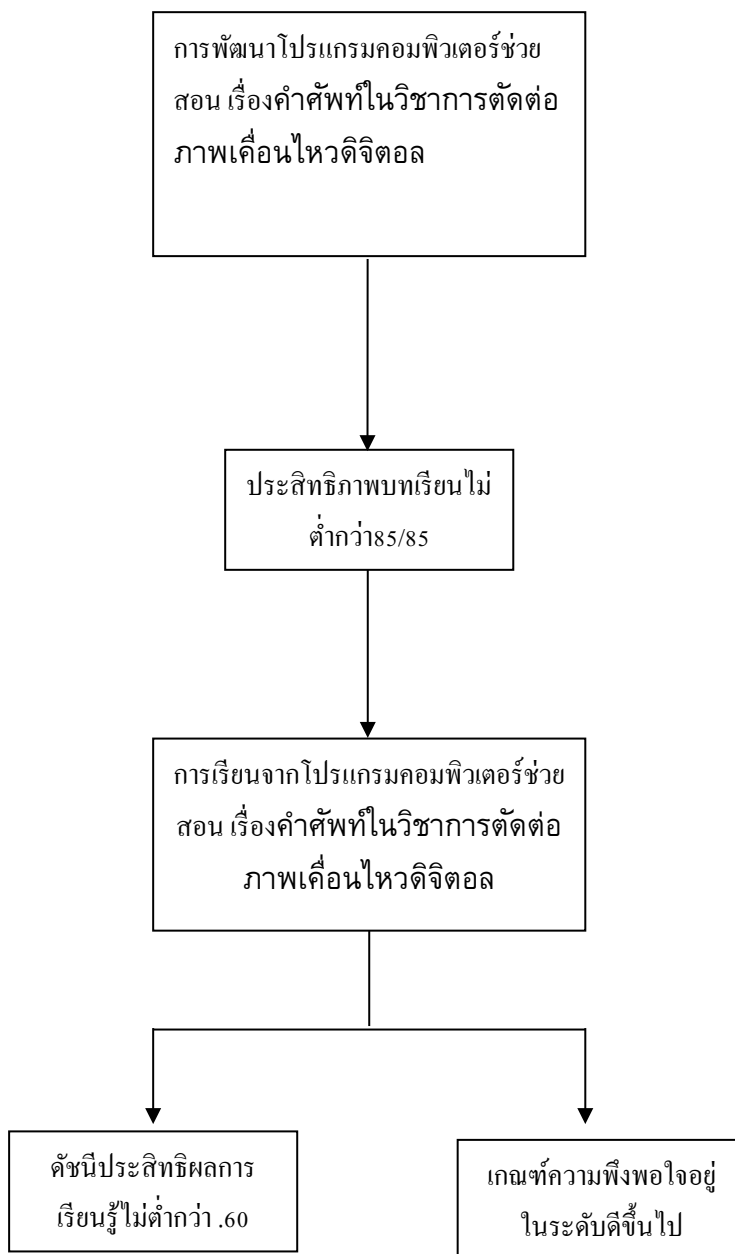 การพัฒนาโปรแกรมคอมพิวเตอร์ช่วย
สอน เรื่องคำศัพท์ในวิชาการตัดต่อ
ภาพเคื่อนไหวดิจิตอล
ประสิทธิภาพบทเรียนไม่
ต่ำกว่า85/85
การเรียนจากโปรแกรมคอมพิวเตอร์ช่วย
สอน เรื่องคำศัพท์ในวิชาการตัดต่อ
ภาพเคื่อนไหวดิจิตอล
ดัชนีประสิทธิผลการ
เรียนรู้ไม่ต่ำกว่า .60
เกณฑ์ความพึงพอใจอยู่
ในระดับดีขึ้นไป